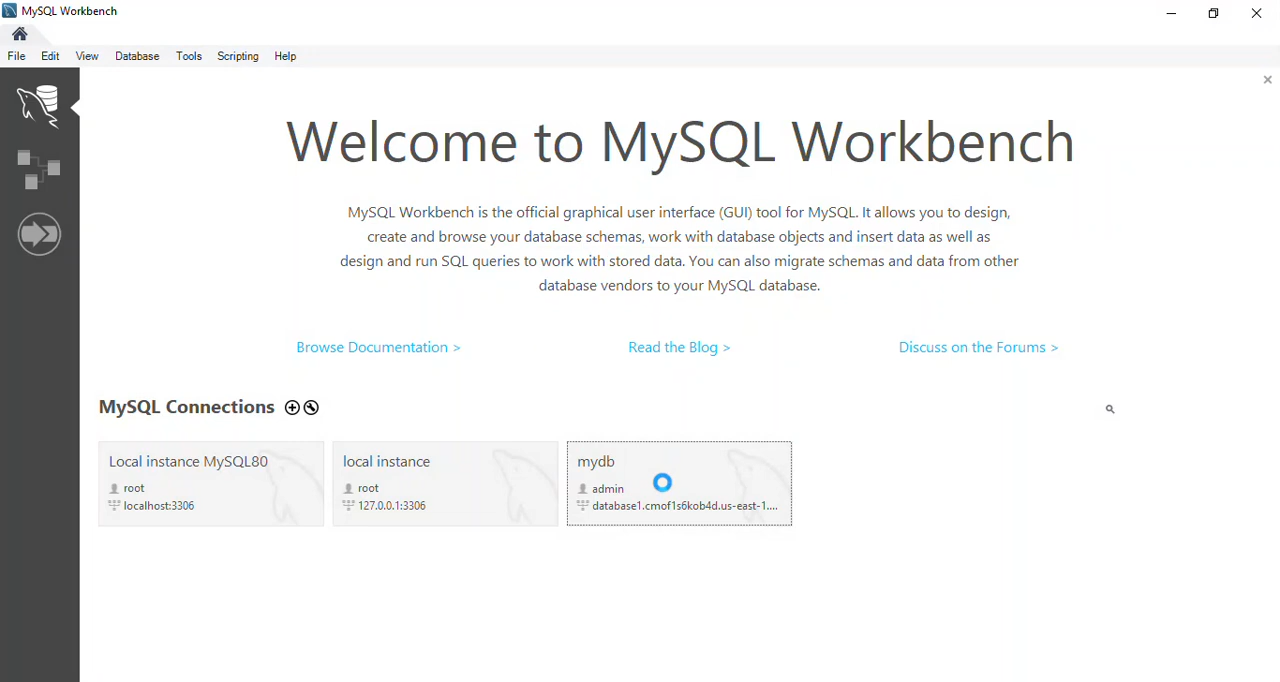 MySQL Workbench
File Edit View Database Tools Scripting Help
Welcome to MySQL Workbench
MySQL Workbench is the official graphical user interface (GUI) tool for MySQL. It allows you to design,
create and browse your database schemas, work with database objects and insert data as well as
design and run SQL queries to work with stored data. You can also migrate schemas and data from other
database vendors to your MySQL database.
Browse Documentation >
Read the Blog >
Discuss on the Forums >
MySQL Connections
Local instance MySQL80
root
localhost:3306
local instance
root
127.0.0.1:3306
mydb
admin
database1.cmof1s6kob4d.us-east-1....